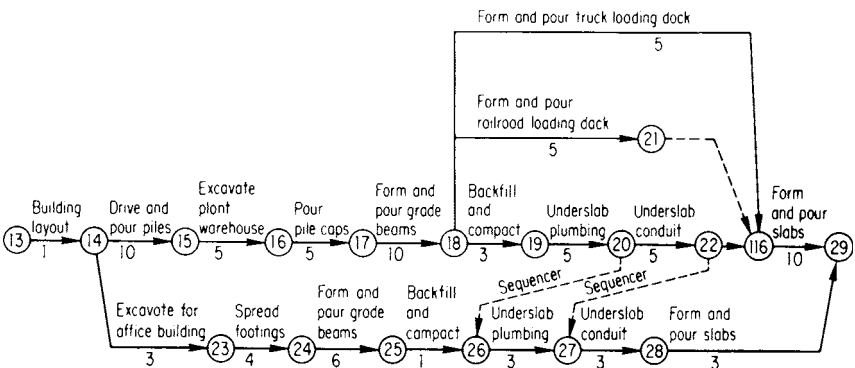 Form and pour truck loading dock
5
Form and pour
railroad loading dack
5
21
Building
layout
1
Drive and
pour piles
10
Excavate
plant
warehouse
5
Pour
pile caps
5
Form and
pour grade
beams
10
Backfill
and
compact
3
Underslab
plumbing
5
Underslab
conduit
5
Form
and pour
slabs
10
13
14
15
16
17
18
19
20
22
116
29
Sequencer
Sequencer
Excavate for
office building
3
Spread
footings
4
Form and
pour grade
beams
6
Backfill
and
compact
1
Underslab
plumbing
3
Underslab
conduit
3
Form and
pour slabs
3
23
24
25
26
27
28